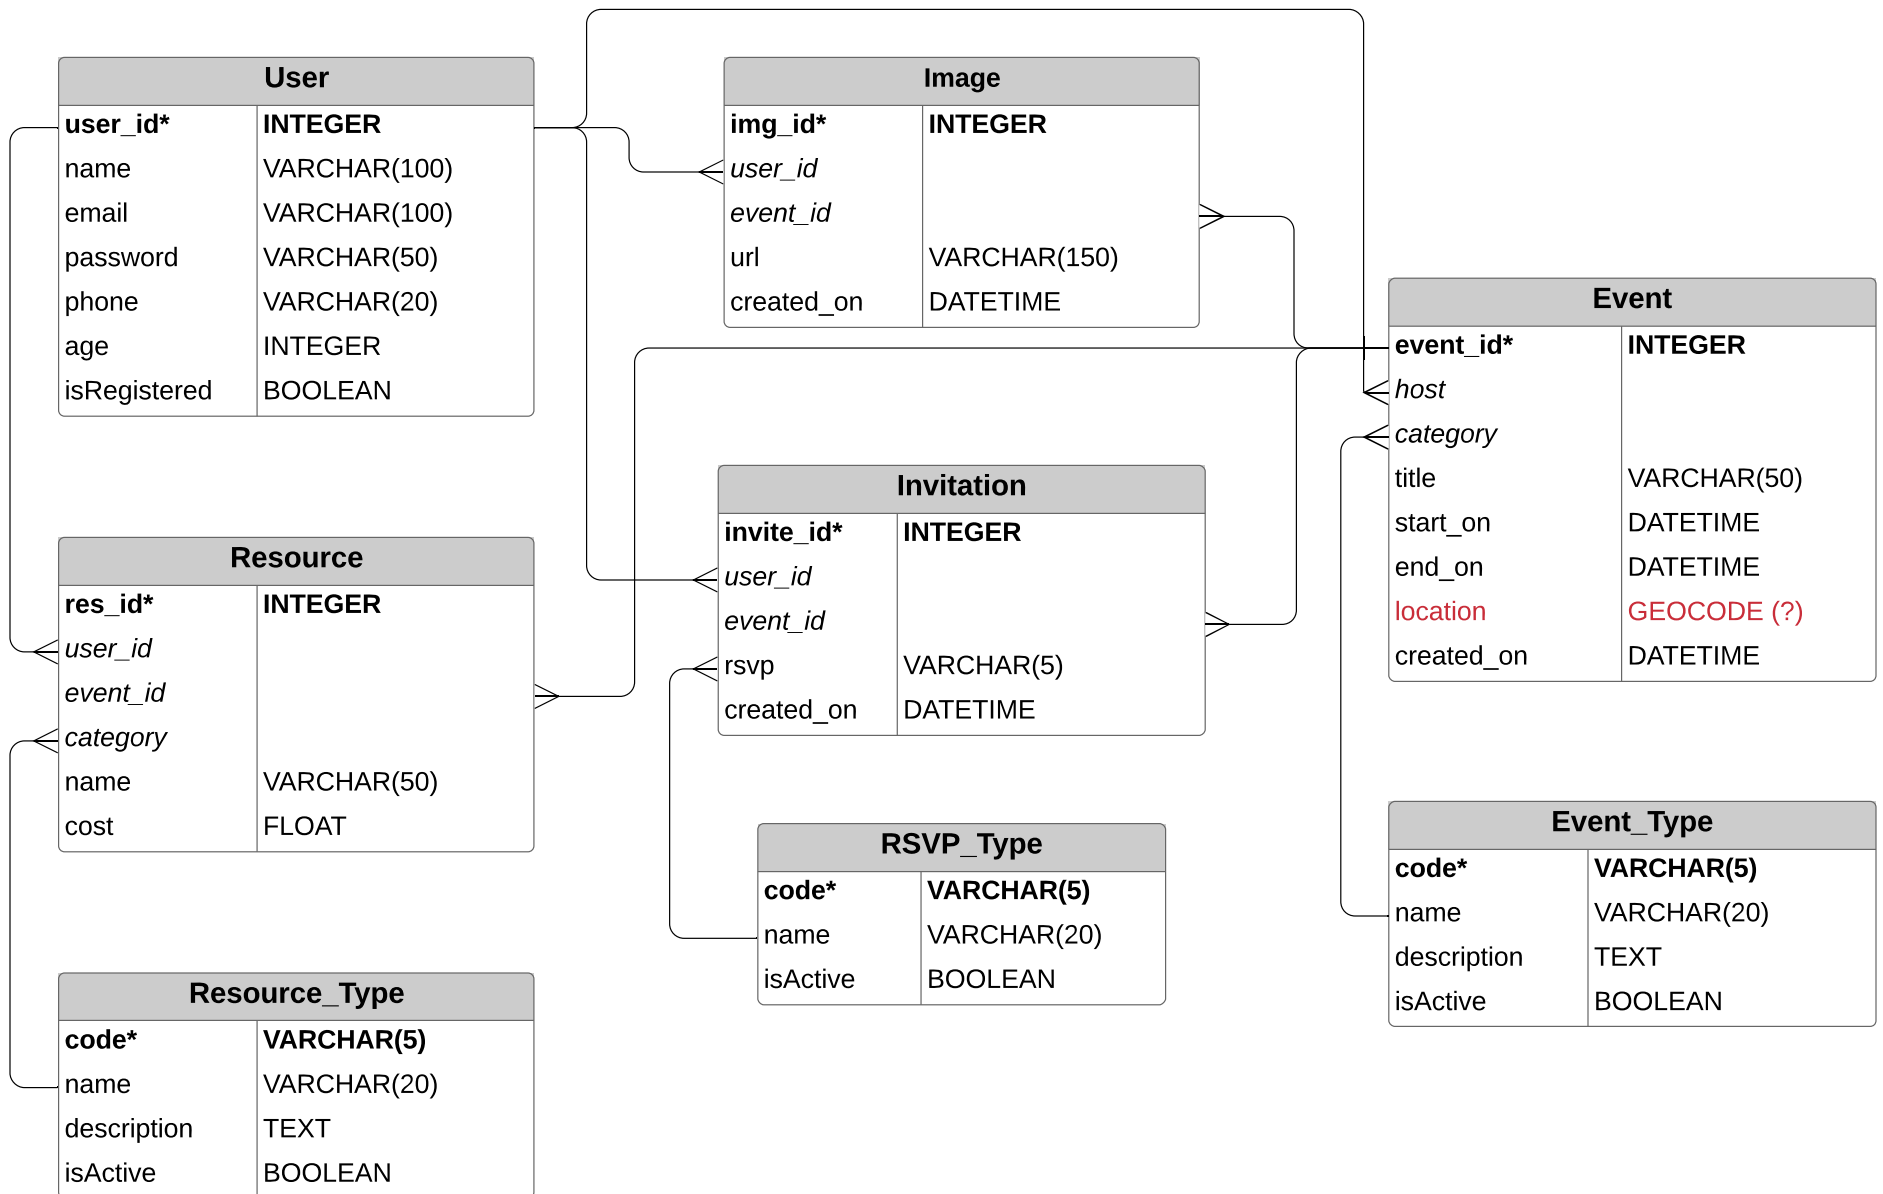 User
user_id* INTEGER
name VARCHAR(100)
email VARCHAR(100)
password VARCHAR(50)
phone VARCHAR(20)
age INTEGER
isRegistered BOOLEAN
Image
img_id* INTEGER
user_id
event_id
url VARCHAR(150)
created_on DATETIME
Event
event_id* INTEGER
host
category
title VARCHAR(50)
start_on DATETIME
end_on DATETIME
location GEOCODE (?)
created_on DATETIME
Invitation
invite_id* INTEGER
user_id
event_id
rsvp VARCHAR(5)
created_on DATETIME
Resource
res_id* INTEGER
user_id
event_id
category
name VARCHAR(50)
cost FLOAT
RSVP_Type
code* VARCHAR(5)
name VARCHAR(20)
isActive BOOLEAN
Event_Type
code* VARCHAR(5)
name VARCHAR(20)
description TEXT
isActive BOOLEAN
Resource_Type
code* VARCHAR(5)
name VARCHAR(20)
description TEXT
isActive BOOLEAN